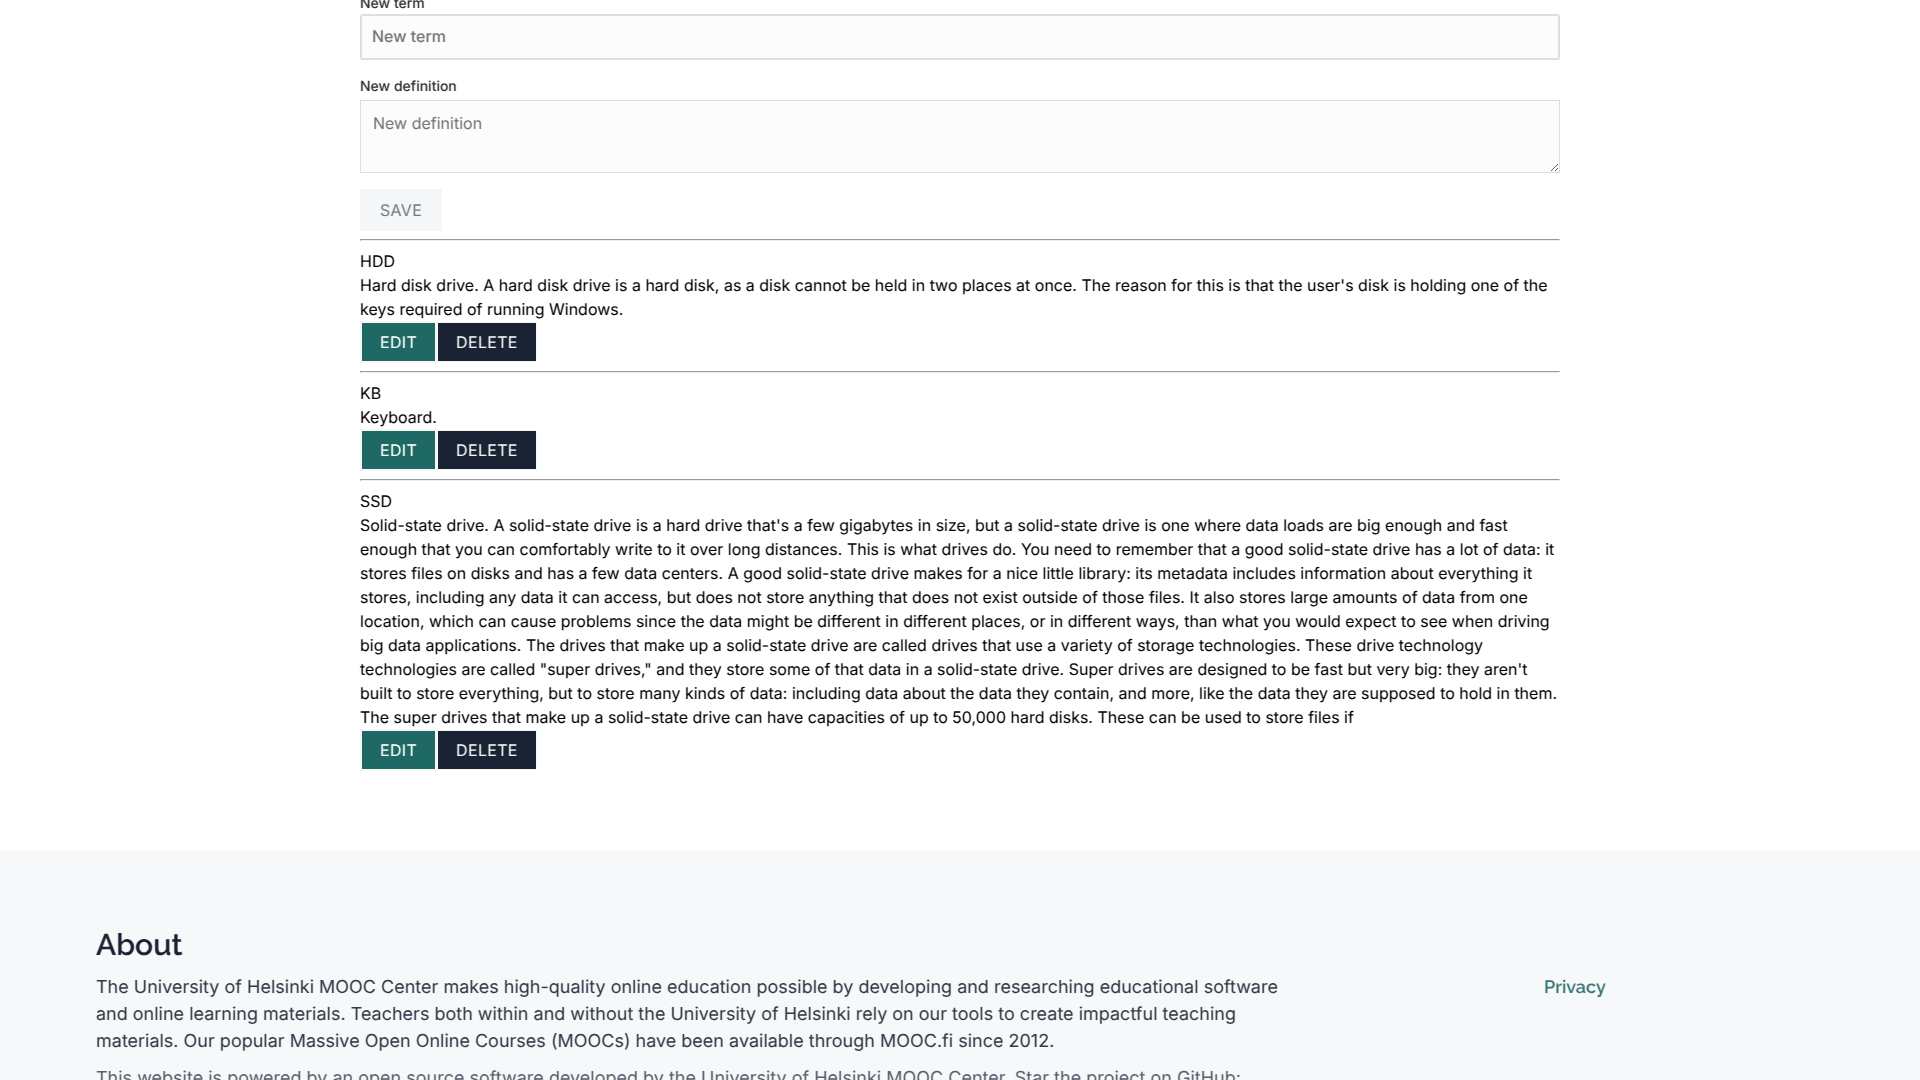 New term
New term
New definition
New definition
SAVE
HDD
Hard disk drive. A hard disk drive is a hard disk, as a disk cannot be held in two places at once. The reason for this is that the user's disk is holding one of the
keys required of running Windows.
EDIT DELETE
KB
Keyboard.
EDIT DELETE
SSD
Solid-state drive. A solid-state drive is a hard drive that's a few gigabytes in size, but a solid-state drive is one where data loads are big enough and fast
enough that you can comfortably write to it over long distances. This is what drives do. You need to remember that a good solid-state drive has a lot of data: it
stores files on disks and has a few data centers. A good solid-state drive makes for a nice little library: its metadata includes information about everything it
stores, including any data it can access, but does not store anything that does not exist outside of those files. It also stores large amounts of data from one
location, which can cause problems since the data might be different in different places, or in different ways, than what you would expect to see when driving
big data applications. The drives that make up a solid-state drive are called drives that use a variety of storage technologies. These drive technology
technologies are called "super drives," and they store some of that data in a solid-state drive. Super drives are designed to be fast but very big: they aren't
built to store everything, but to store many kinds of data: including data about the data they contain, and more, like the data they are supposed to hold in them.
The super drives that make up a solid-state drive can have capacities of up to 50,000 hard disks. These can be used to store files if
EDIT DELETE
About
The University of Helsinki MOOC Center makes high-quality online education possible by developing and researching educational software
and online learning materials. Teachers both within and without the University of Helsinki rely on our tools to create impactful teaching
materials. Our popular Massive Open Online Courses (MOOCs) have been available through MOOC.fi since 2012.
Privacy
This website is powered by an open source software developed by the University of Helsinki MOOC Center. Star the project on GitHub: